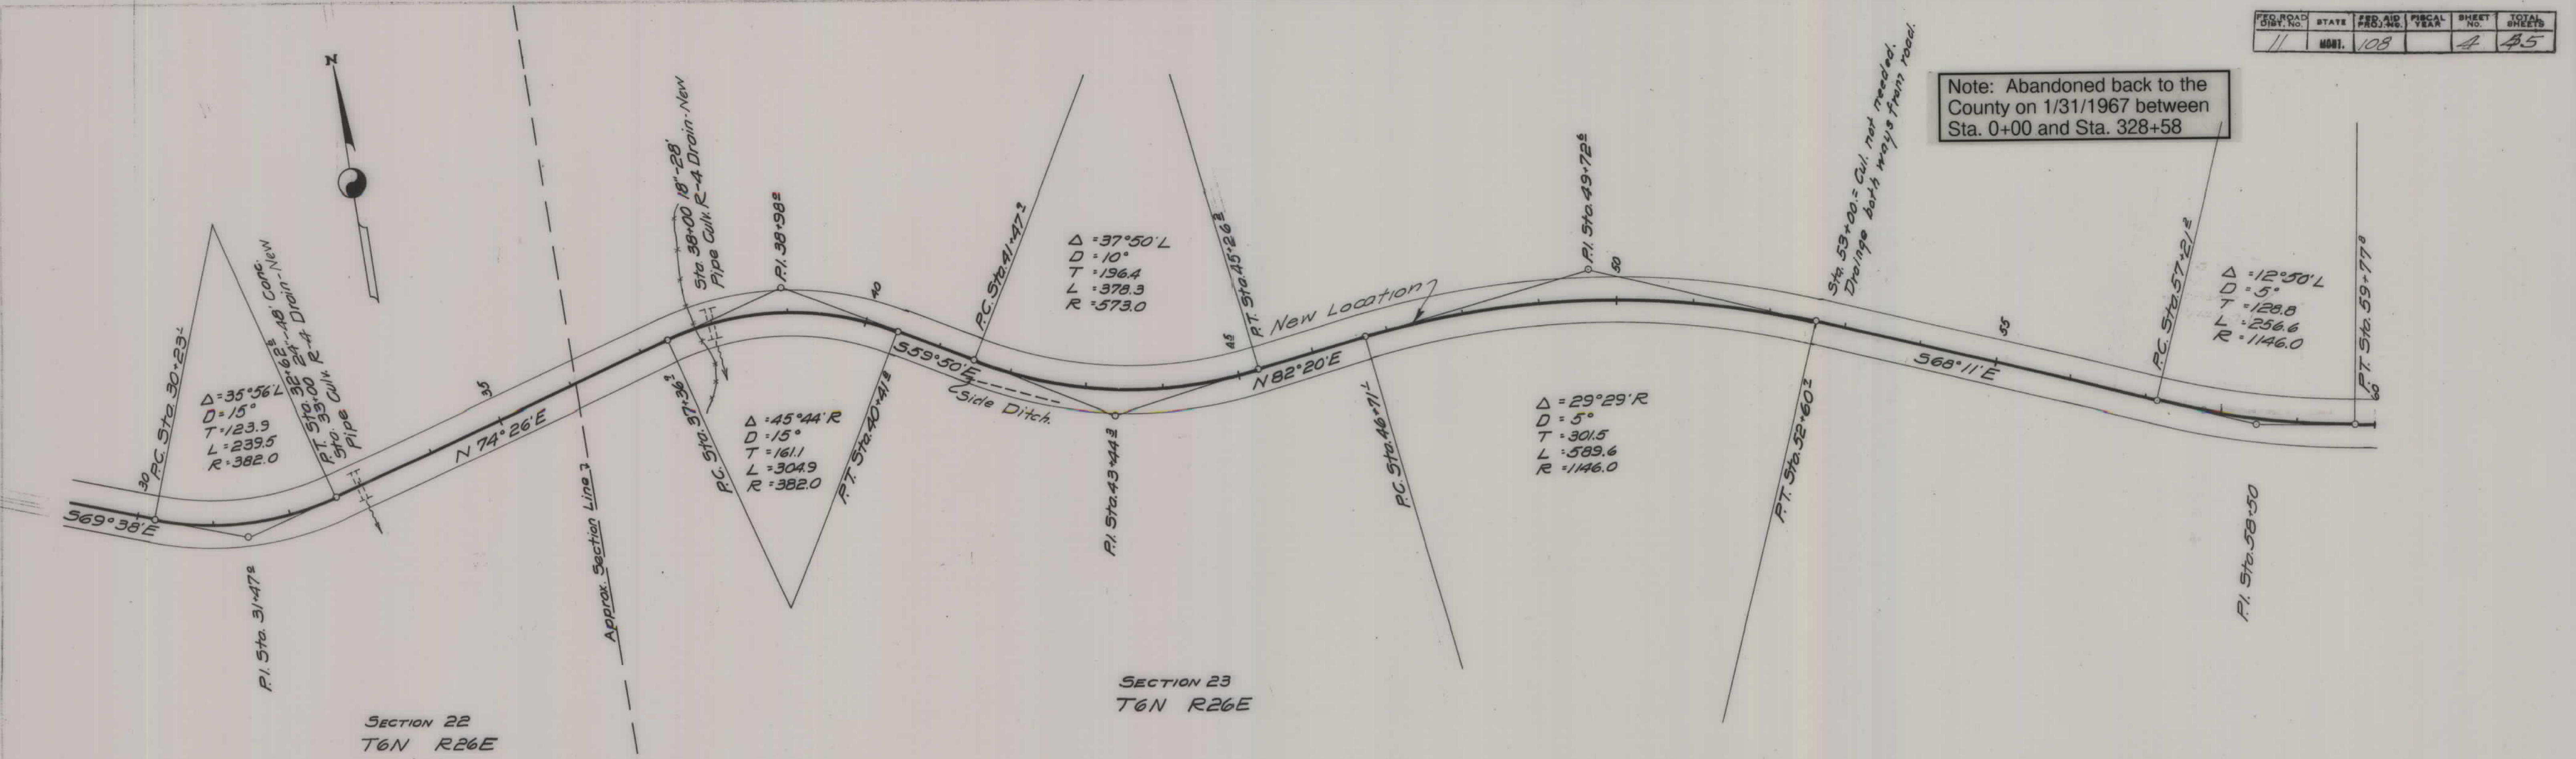 FED. ROAD DIST. No. STATE FED. AID PROJ. No. FISCAL YEAR SHEET No. TOTAL SHEETS
11 MONT. 108 4 45
Note: Abandoned back to the
County on 1/31/1967 between
Sta. 0+00 and Sta. 328+58
N
30
S69°38'E
P.C. Sta. 30+23
Δ=35°56'L
D=15°
T=123.9
L=239.5
R=382.0
P.I. Sta. 31+47
P.T. Sta. 32+62
Sta. 33+00 24"-48' Conc.
Pipe Culv. R-4 Drain-New
35
N 74°26'E
Approx. Section Line
SECTION 22
T6N R26E
P.C. Sta. 37+36
Sta. 38+00 18"-28'
Pipe Culv. R-4 Drain-New
P.I. 38+98
Δ=45°44'R
D=15°
T=161.1
L=304.9
R=382.0
40
P.T. Sta. 40+41
S59°50'E
Side Ditch.
P.C. Sta. 41+47
Δ=37°50'L
D=10°
T=196.4
L=378.3
R=573.0
P.I. Sta. 43+44
45
P.T. Sta. 45+26
New Location
N82°20'E
SECTION 23
T6N R26E
P.C. Sta. 46+71
P.I. Sta. 49+72
50
Δ=29°29'R
D=5°
T=301.5
L=589.6
R=1146.0
P.T. Sta. 52+60
Sta. 53+00 = Cul. not needed.
Drainage both ways from road.
S68°11'E
55
P.C. Sta. 57+21
Δ=12°50'L
D=5°
T=128.8
L=256.6
R=1146.0
P.I. Sta. 58+50
P.T. Sta. 59+77
60